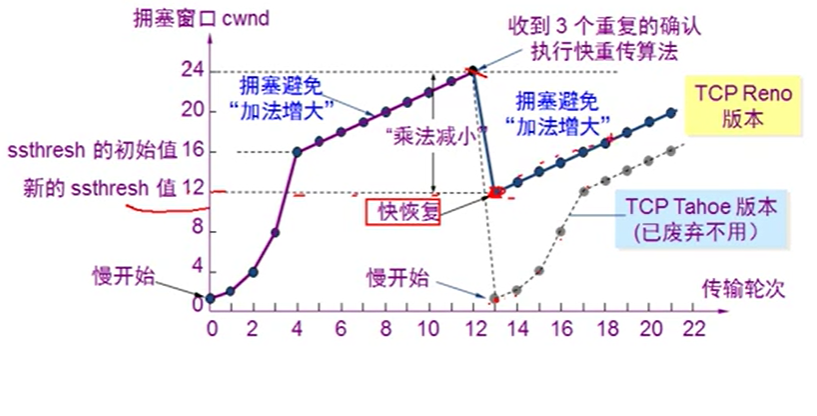 拥塞窗口 cwnd
收到 3 个重复的确认
执行快重传算法
24
拥塞避免
“加法增大”
拥塞避免
“加法增大”
TCP Reno
版本
20
“乘法减小”
ssthresh 的初始值 16
新的 ssthresh 值 12
快恢复
TCP Tahoe 版本
(已废弃不用）
8
4
慢开始
慢开始
传输轮次
0
0 2 4 6 8 10 12 14 16 18 20 22